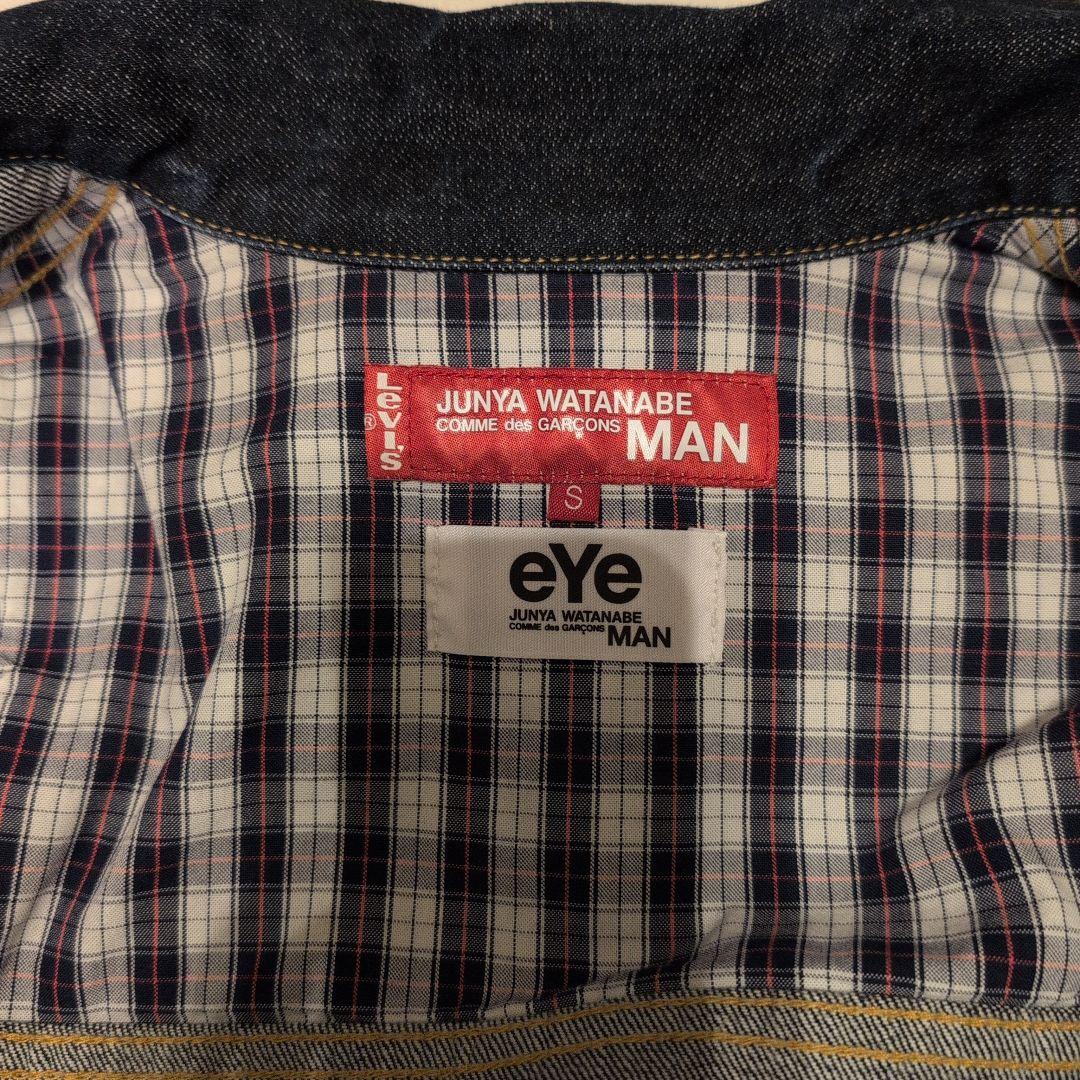 Levi's®
JUNYA WATANABE
COMME des GARÇONS MAN
S
eYe
JUNYA WATANABE
COMME des GARÇONS MAN